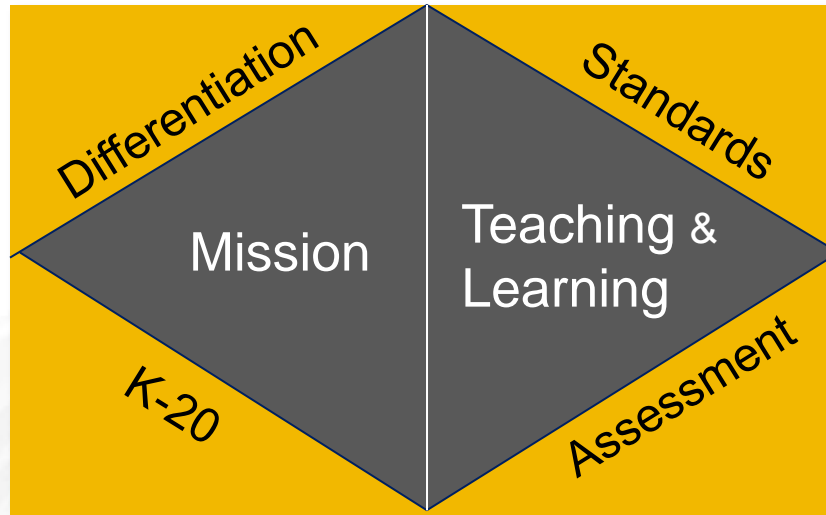 Differentiation
Standards
Mission
Teaching &
Learning
K-20
Assessment